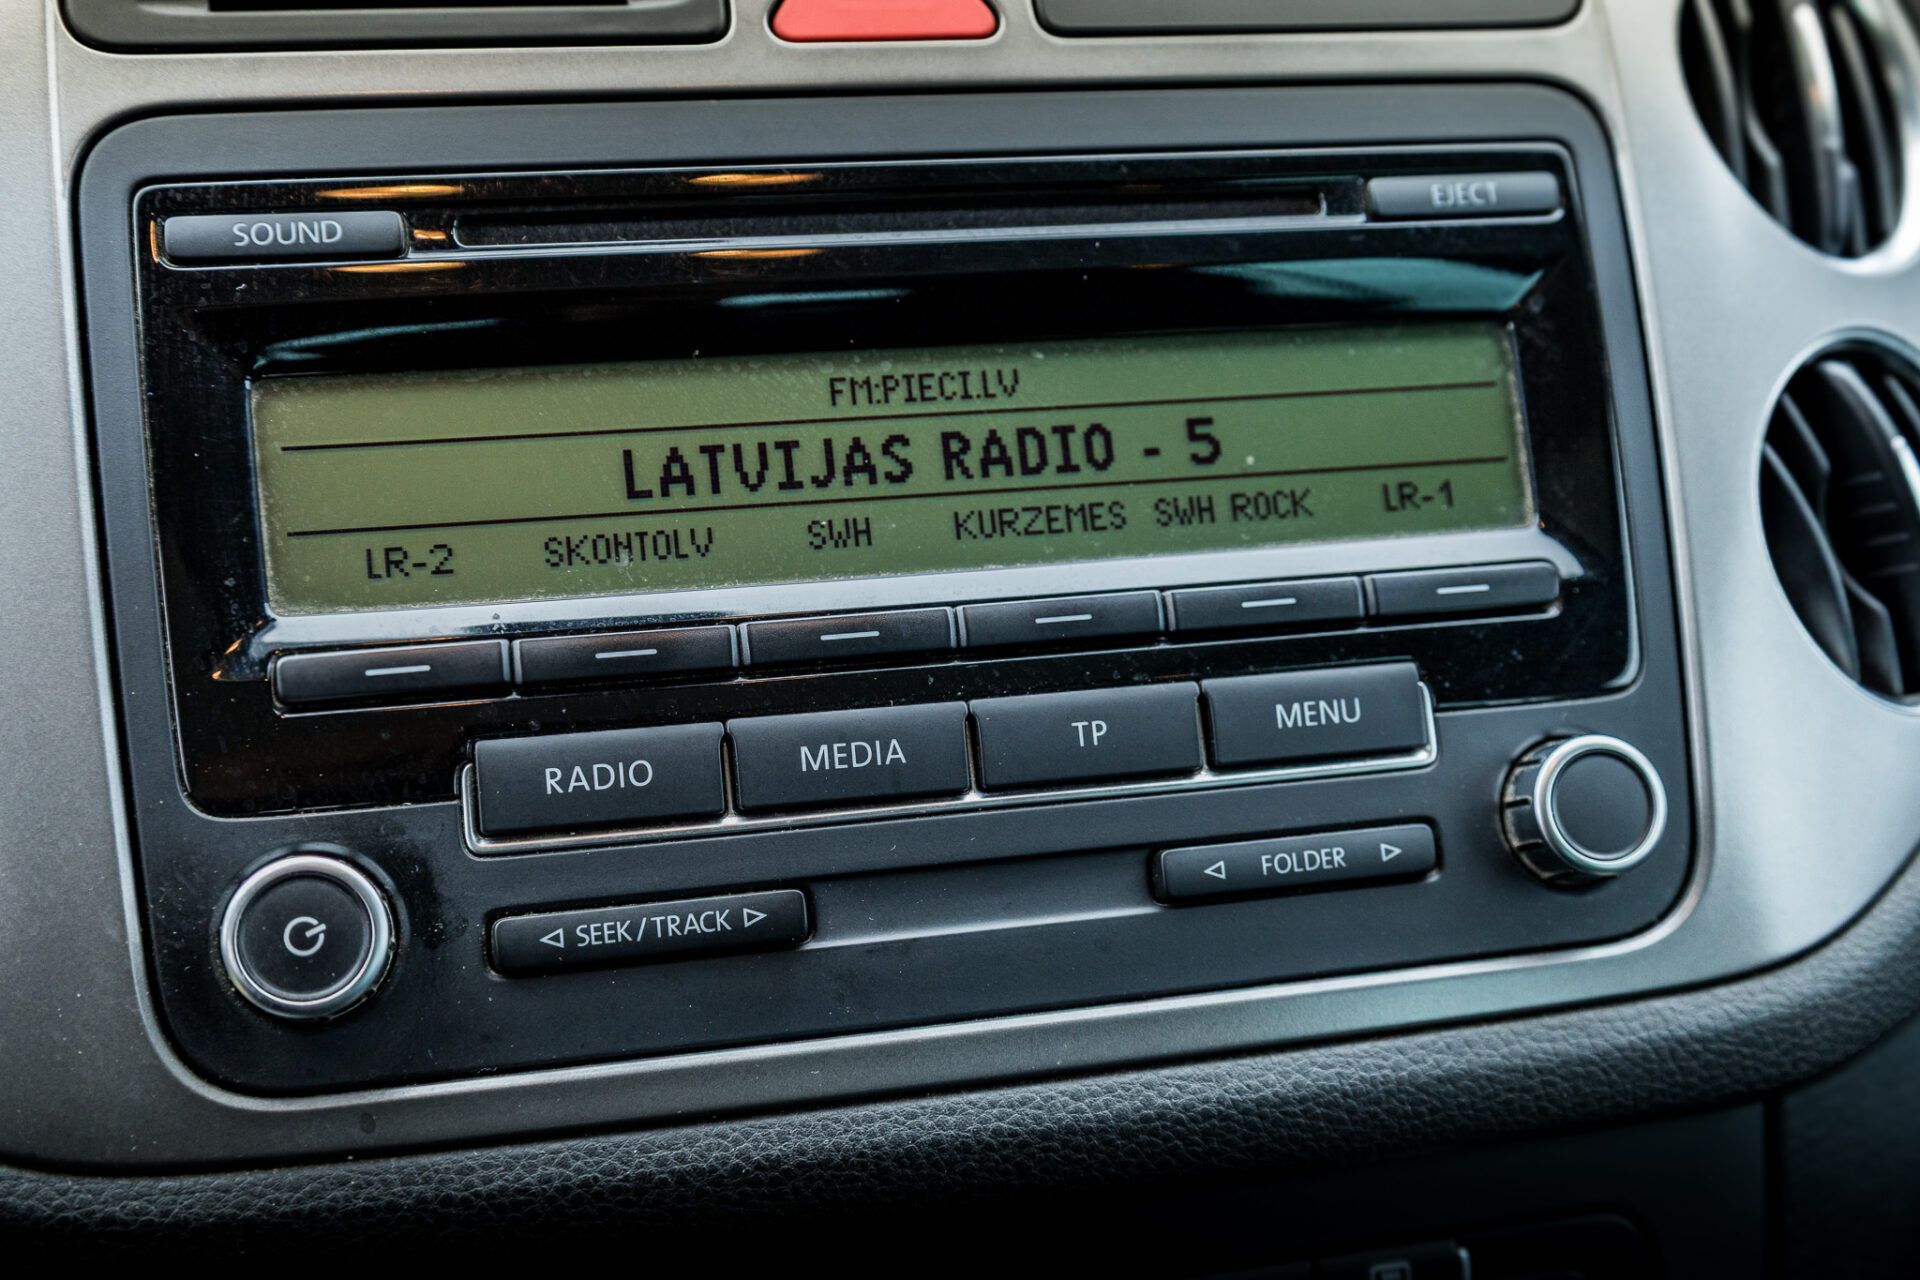 SOUND
EJECT
FM:PIECI.LV
LATVIJAS RADIO - 5
LR-2 SKONTOLV SWH KURZEMES SWH ROCK LR-1
RADIO MEDIA TP MENU
SEEK/TRACK
FOLDER